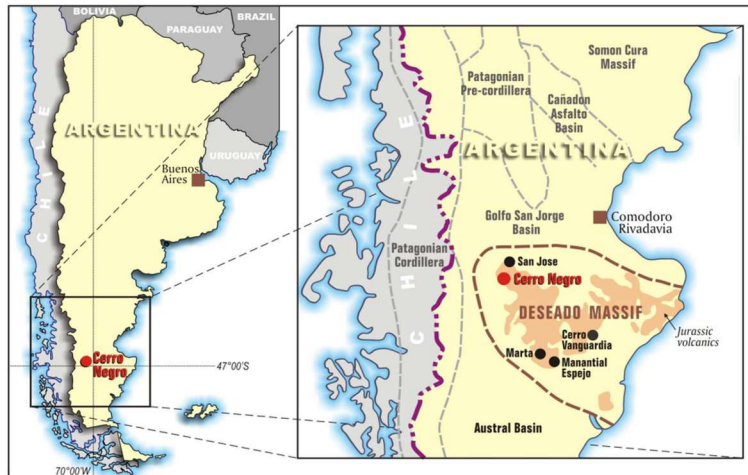 BOLIVIA
BRAZIL
PARAGUAY
CHILE
ARGENTINA
URUGUAY
Buenos
Aires
Cerro
Negro
47°00'S
70°00'W
Somon Cura
Massif
Patagonian
Pre-cordillera
Cañadon
Asfalto
Basin
CHILE
ARGENTINA
Golfo San Jorge
Basin
Comodoro
Rivadavia
Patagonian
Cordillera
San Jose
Cerro Negro
DESEADO MASSIF
Jurassic
volcanics
Cerro
Vanguardia
Marta
Manantial
Espejo
Austral Basin